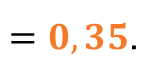 = 0,35.